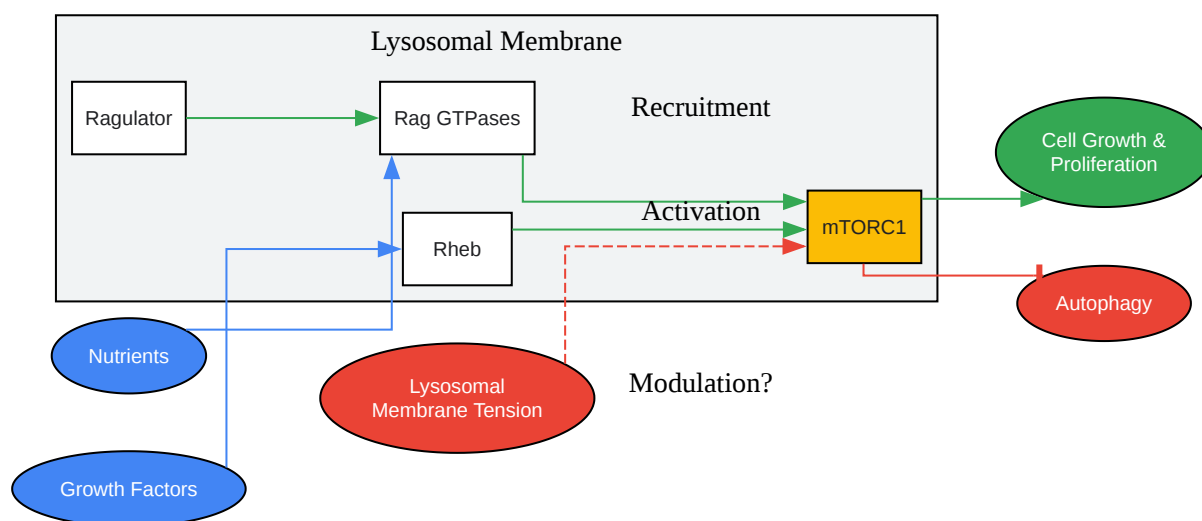 Lysosomal Membrane
Ragulator
Rag GTPases
Recruitment
Cell Growth &
Proliferation
Activation
mTORC1
Rheb
Autophagy
Nutrients
Lysosomal
Membrane Tension
Modulation?
Growth Factors